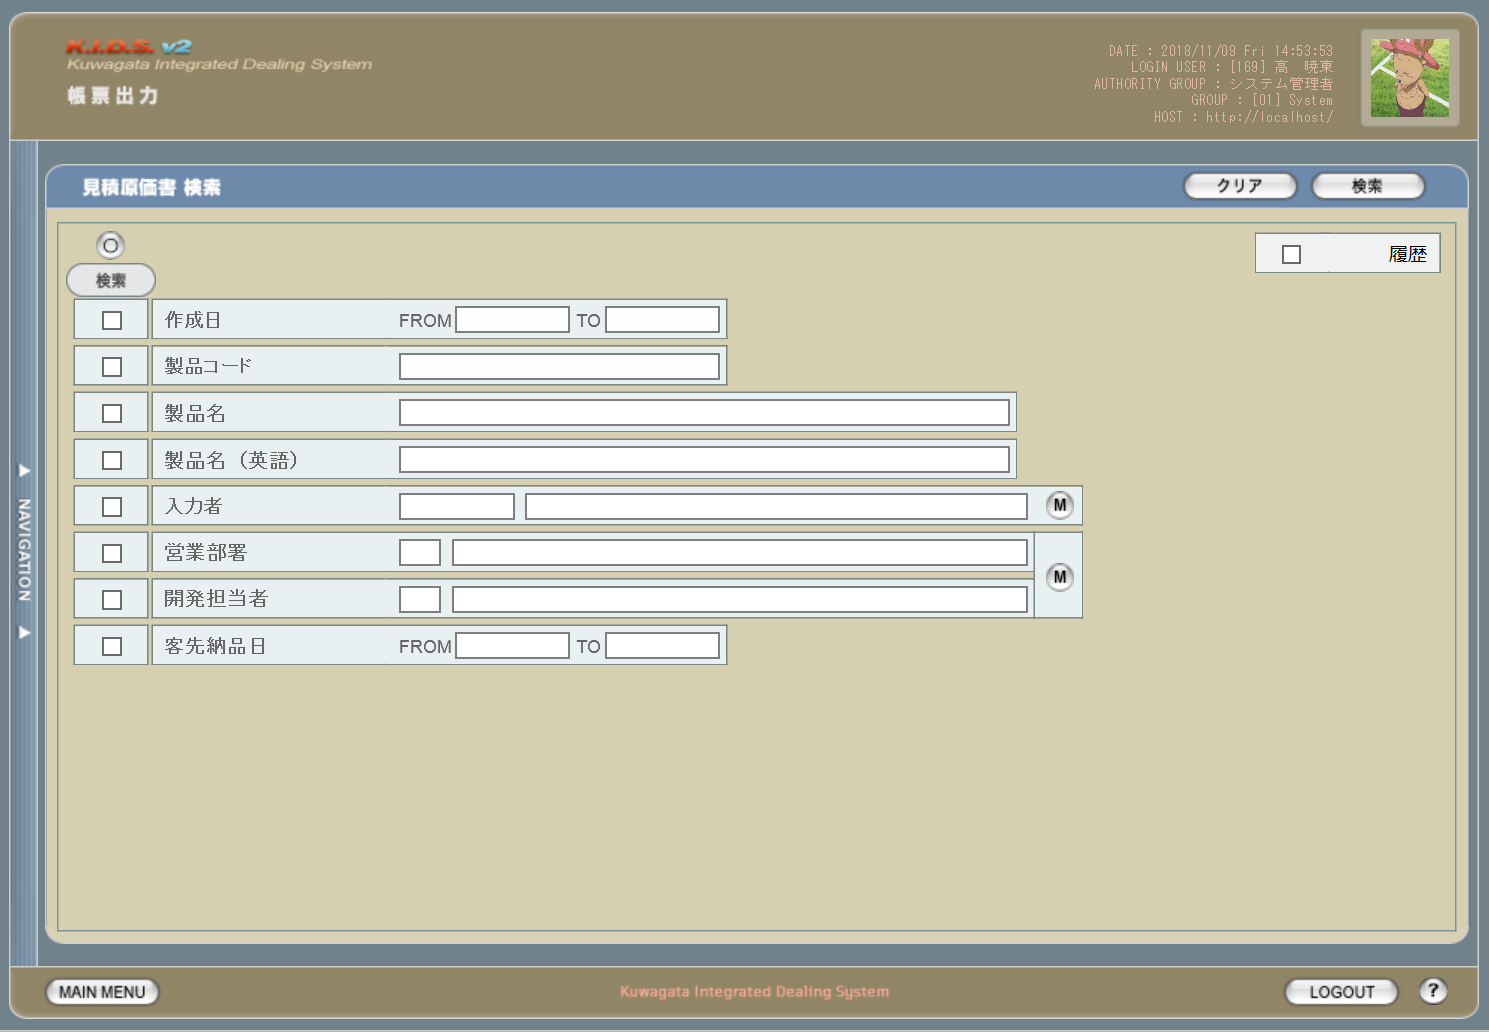 K.I.D.S. v2
Kuwagata Integrated Dealing System
帳票出力
DATE : 2018/11/09 Fri 14:53:53
LOGIN USER : [169] 高　暁東
AUTHORITY GROUP : システム管理者
GROUP : [01] System
HOST : http://localhost/
見積原価書 検索
クリア
検索
検索
履歴
作成日 FROM TO
製品コード
製品名
製品名（英語）
入力者 M
営業部署
M
開発担当者
客先納品日 FROM TO
NAVIGATION
MAIN MENU
Kuwagata Integrated Dealing System
LOGOUT
?